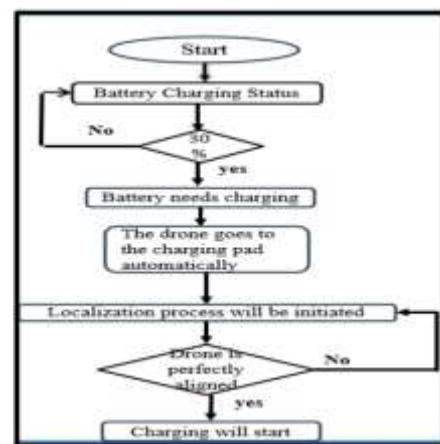 Start
Battery Charging Status
No
30
%
yes
Battery needs charging
The drone goes to
the charging pad
automatically
Localization process will be initiated
Drone is
perfectly
aligned
No
yes
Charging will start